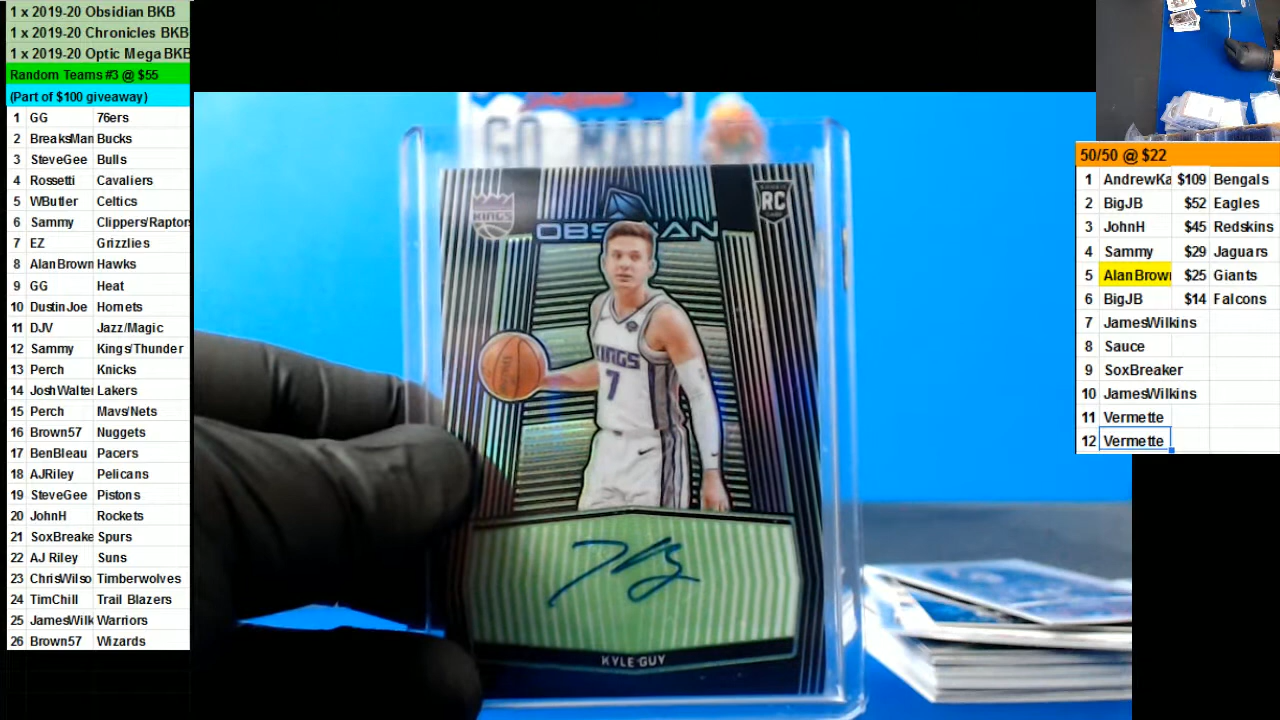 1 x 2019-20 Obsidian BKB
1 x 2019-20 Chronicles BKB
1 x 2019-20 Optic Mega BKB
Random Teams #3 @ $55
(Part of $100 giveaway)
1 GG 76ers
2 BreaksMan Bucks
3 SteveGee Bulls
4 Rossetti Cavaliers
5 WButler Celtics
6 Sammy Clippers/Raptors
7 EZ Grizzlies
8 AlanBrown Hawks
9 GG Heat
10 DustinJoe Hornets
11 DJV Jazz/Magic
12 Sammy Kings/Thunder
13 Perch Knicks
14 JoshWalte Lakers
15 Perch Mavs/Nets
16 Brown57 Nuggets
17 BenBleau Pacers
18 AJRiley Pelicans
19 SteveGee Pistons
20 JohnH Rockets
21 SoxBreake Spurs
22 AJ Riley Suns
23 ChrisWilso Timberwolves
24 TimChill Trail Blazers
25 JamesWilk Warriors
26 Brown57 Wizards
KINGS
RC
OBSIDIAN
KINGS
7
KYLE GUY
50/50 @ $22
1 AndrewKa $109 Bengals
2 BigJB $52 Eagles
3 JohnH $45 Redskins
4 Sammy $29 Jaguars
5 AlanBrow $25 Giants
6 BigJB $14 Falcons
7 JamesWilkins
8 Sauce
9 SoxBreaker
10 JamesWilkins
11 Vermette
12 Vermette